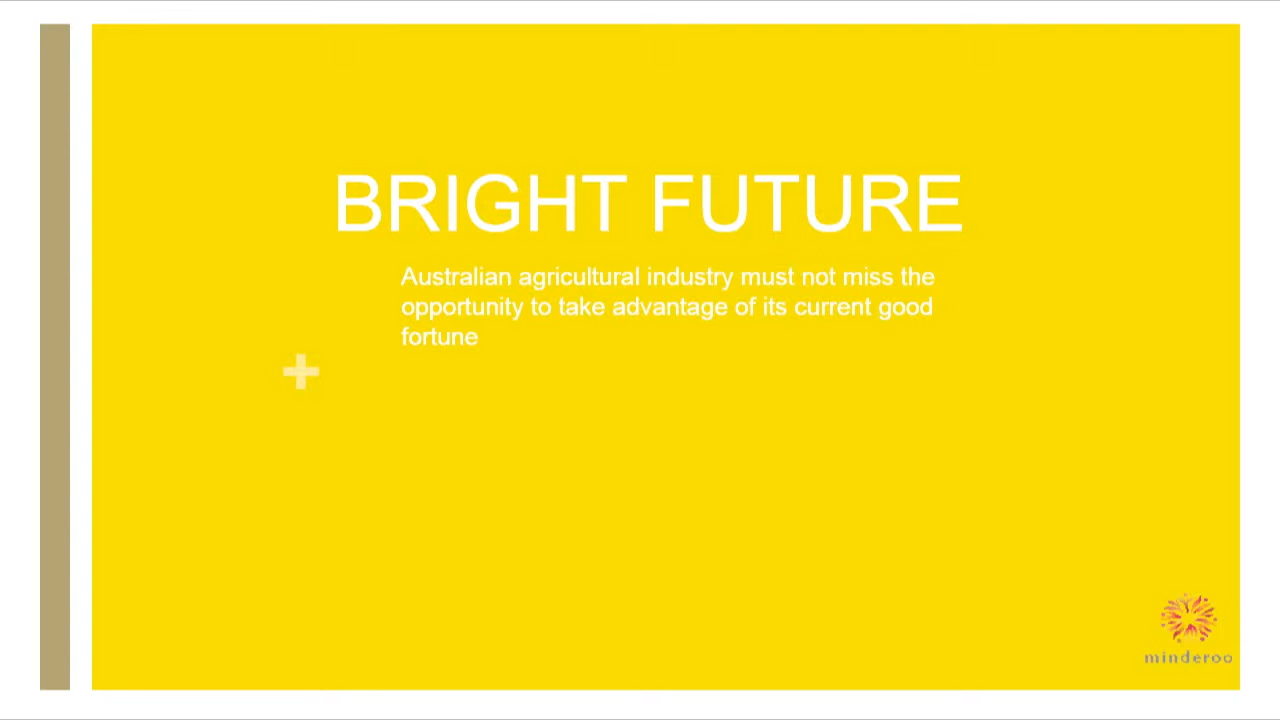 BRIGHT FUTURE
Australian agricultural industry must not miss the
opportunity to take advantage of its current good
fortune
minderoo